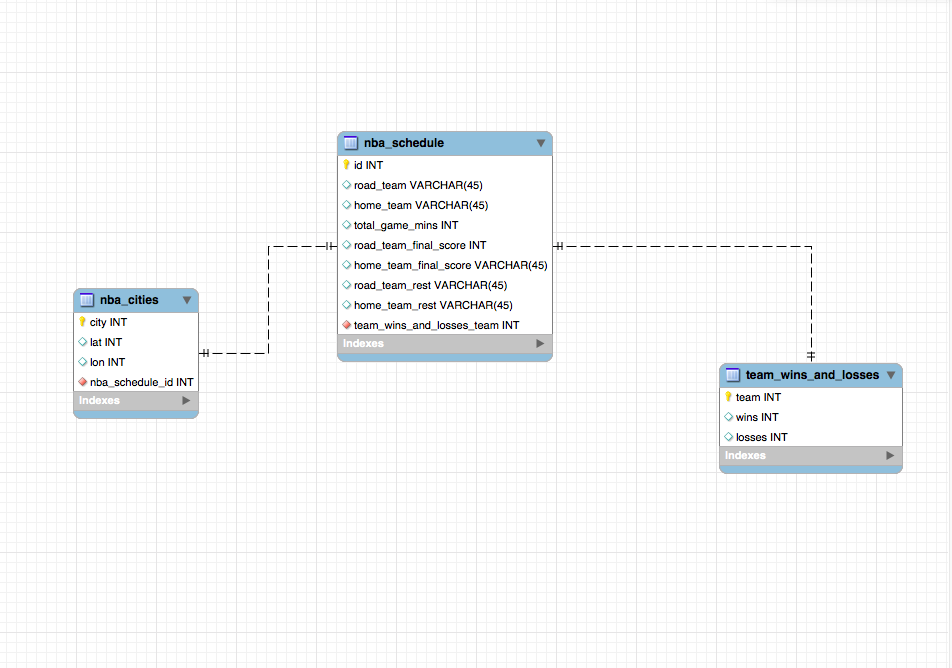 nba_schedule
id INT
road_team VARCHAR(45)
home_team VARCHAR(45)
total_game_mins INT
road_team_final_score INT
home_team_final_score VARCHAR(45)
road_team_rest VARCHAR(45)
home_team_rest VARCHAR(45)
team_wins_and_losses_team INT
Indexes
nba_cities
city INT
lat INT
lon INT
nba_schedule_id INT
Indexes
team_wins_and_losses
team INT
wins INT
losses INT
Indexes